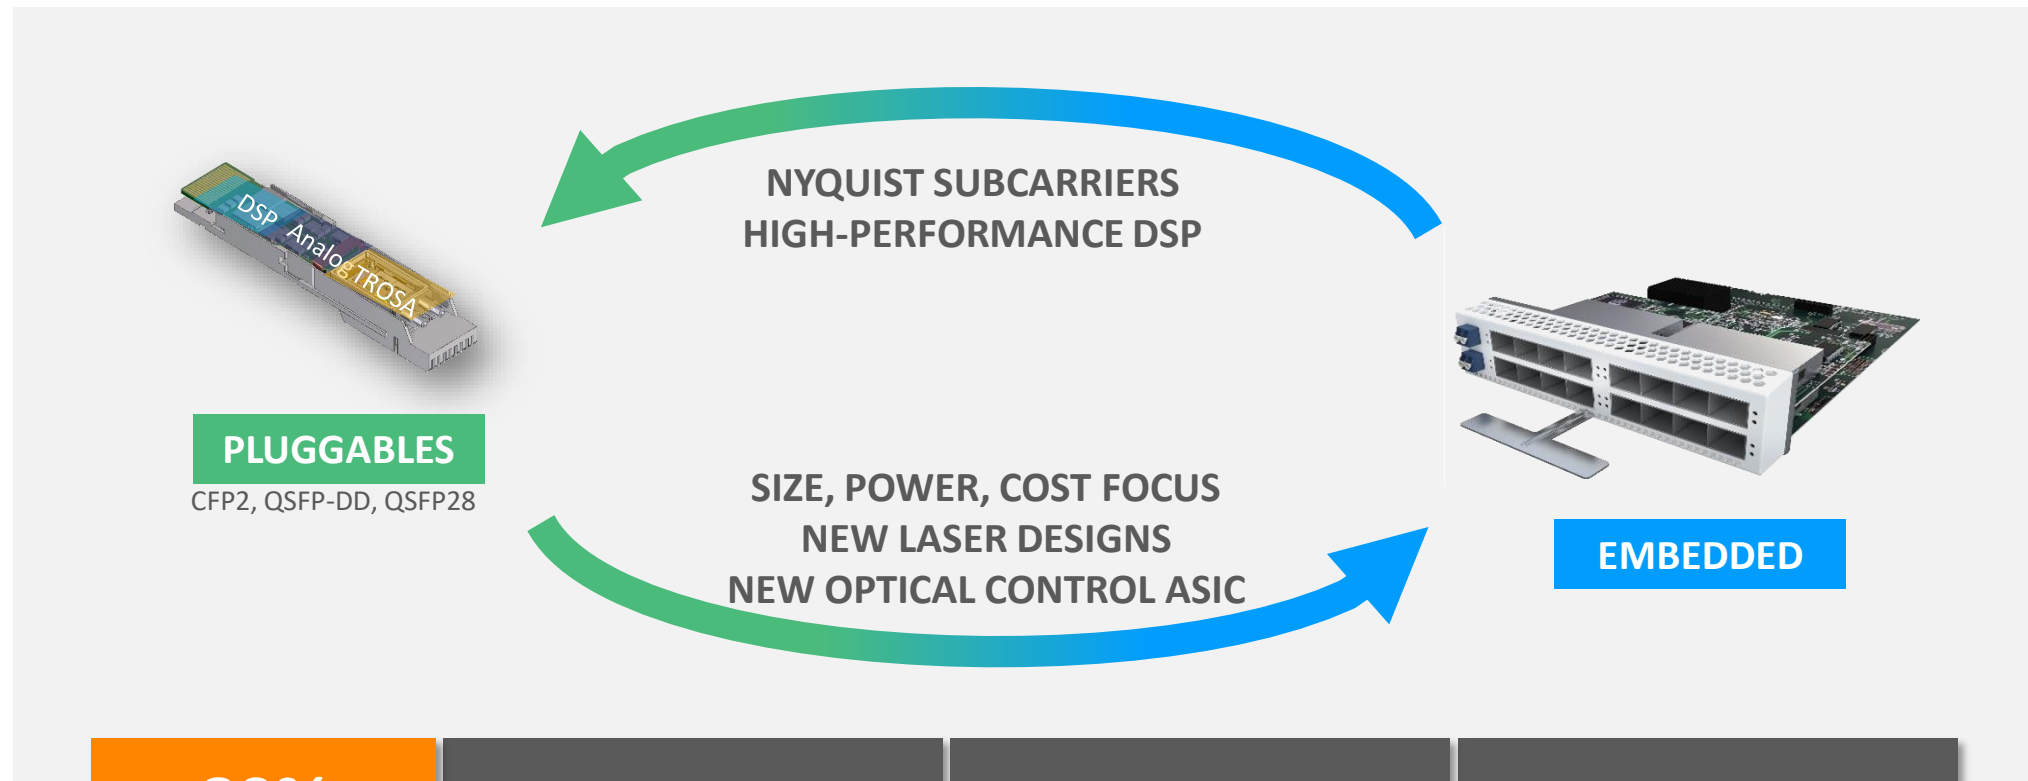 NYQUIST SUBCARRIERS
HIGH-PERFORMANCE DSP
DSP
Analog
TROSA
PLUGGABLES
CFP2, QSFP-DD, QSFP28
SIZE, POWER, COST FOCUS
NEW LASER DESIGNS
NEW OPTICAL CONTROL ASIC
EMBEDDED